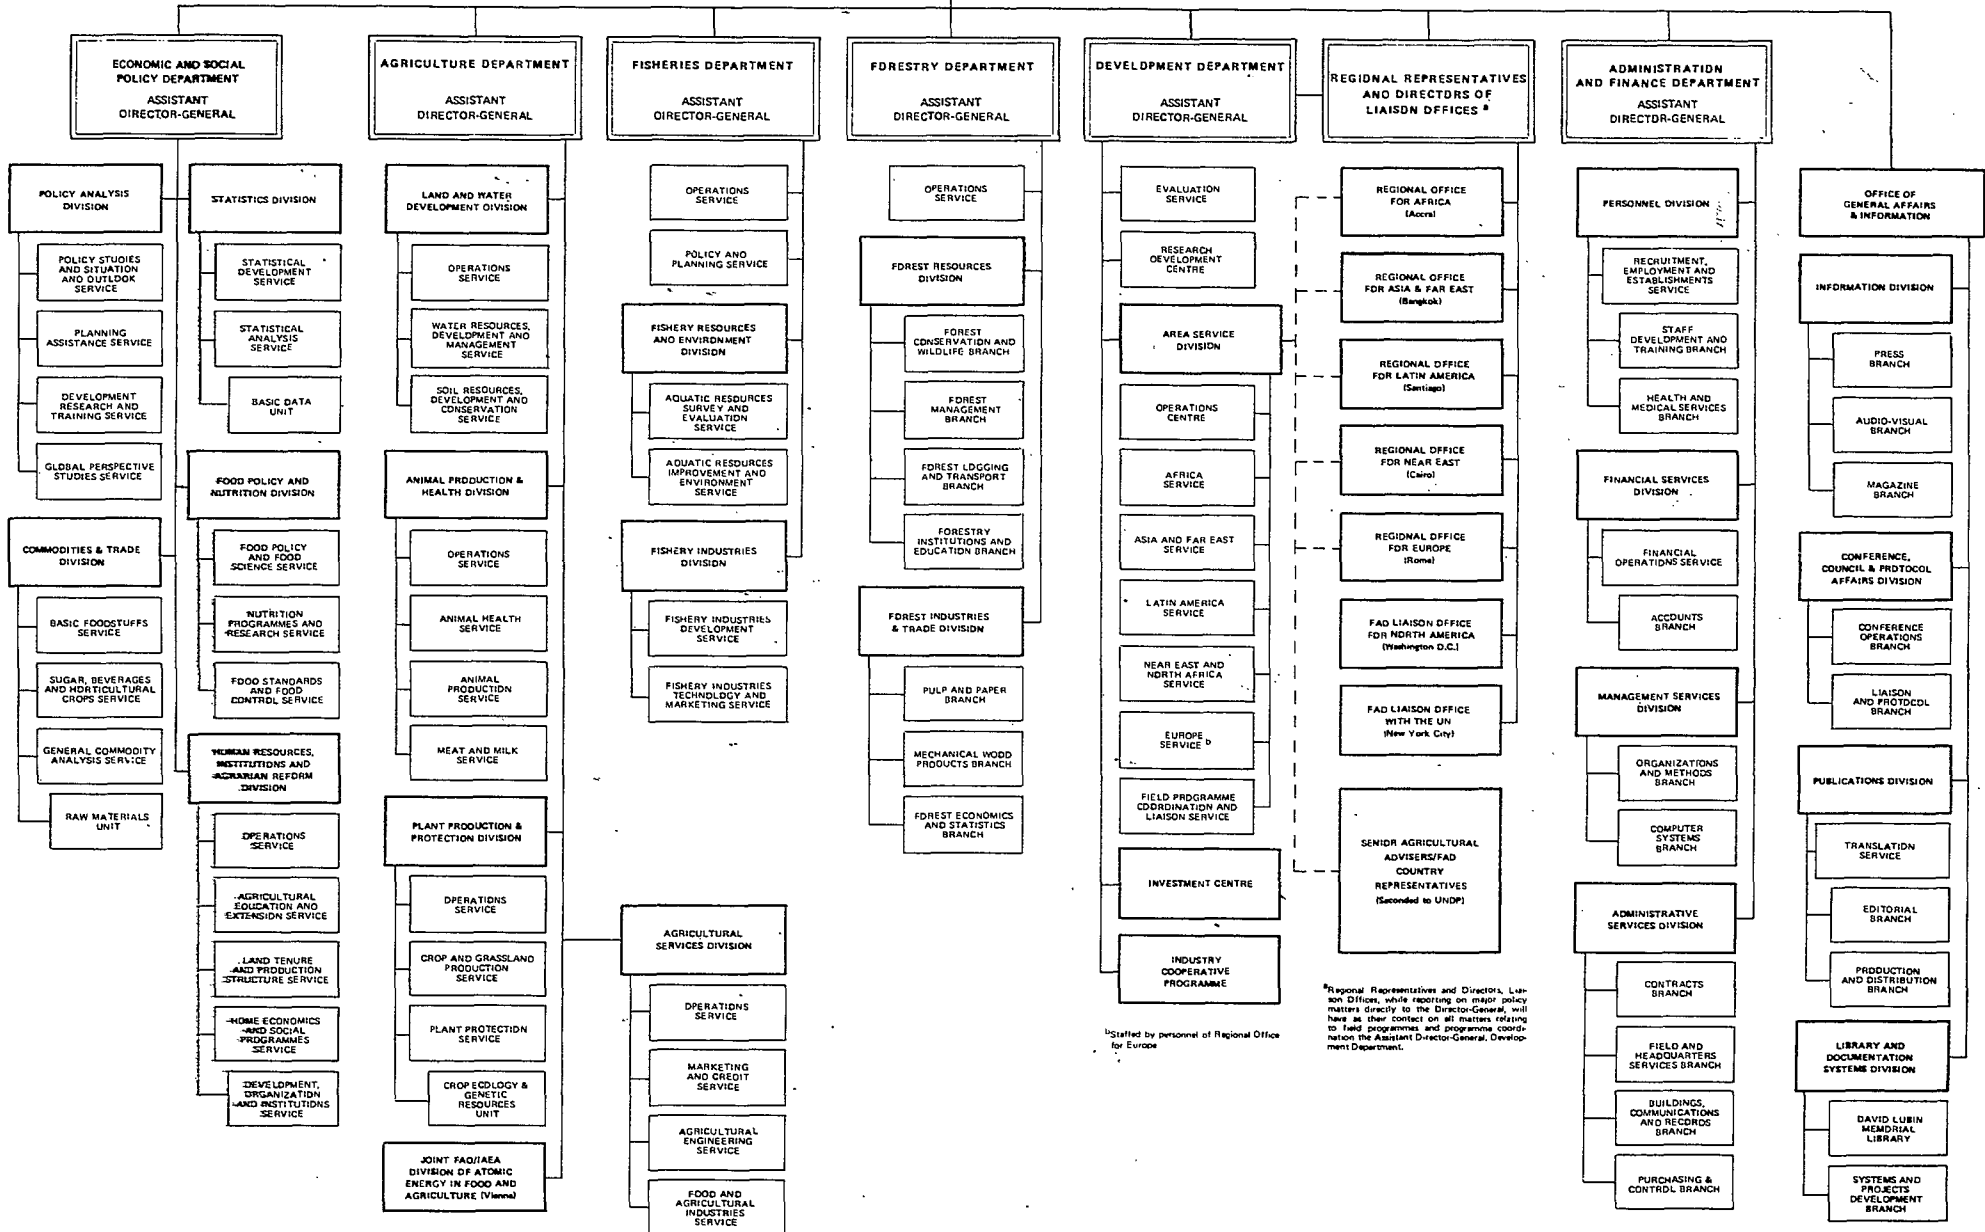 ECONOMIC AND SOCIAL
POLICY DEPARTMENT
ASSISTANT
DIRECTOR-GENERAL
POLICY ANALYSIS
DIVISION
POLICY STUDIES
AND SITUATION
AND OUTLOOK
SERVICE
PLANNING
ASSISTANCE SERVICE
DEVELOPMENT
RESEARCH AND
TRAINING SERVICE
GLOBAL PERSPECTIVE
STUDIES SERVICE
COMMODITIES & TRADE
DIVISION
BASIC FOODSTUFFS
SERVICE
SUGAR, BEVERAGES
AND HORTICULTURAL
CROPS SERVICE
GENERAL COMMODITY
ANALYSIS SERVICE
RAW MATERIALS
UNIT
STATISTICS DIVISION
STATISTICAL
DEVELOPMENT
SERVICE
STATISTICAL
ANALYSIS
SERVICE
BASIC DATA
UNIT
FOOD POLICY AND
NUTRITION DIVISION
FOOD POLICY
AND FOOD
SCIENCE SERVICE
NUTRITION
PROGRAMMES AND
RESEARCH SERVICE
FOOD STANDARDS
AND FOOD
CONTROL SERVICE
HUMAN RESOURCES,
INSTITUTIONS AND
AGRARIAN REFORM
DIVISION
OPERATIONS
SERVICE
AGRICULTURAL
EDUCATION AND
EXTENSION SERVICE
LAND TENURE
AND PRODUCTION
STRUCTURE SERVICE
HOME ECONOMICS
AND SOCIAL
PROGRAMMES
SERVICE
DEVELOPMENT,
ORGANIZATION
AND INSTITUTIONS
SERVICE
AGRICULTURE DEPARTMENT
ASSISTANT
DIRECTOR-GENERAL
LAND AND WATER
DEVELOPMENT DIVISION
OPERATIONS
SERVICE
WATER RESOURCES,
DEVELOPMENT AND
MANAGEMENT
SERVICE
SOIL RESOURCES,
DEVELOPMENT AND
CONSERVATION
SERVICE
ANIMAL PRODUCTION &
HEALTH DIVISION
OPERATIONS
SERVICE
ANIMAL HEALTH
SERVICE
ANIMAL
PRODUCTION
SERVICE
MEAT AND MILK
SERVICE
PLANT PRODUCTION &
PROTECTION DIVISION
OPERATIONS
SERVICE
CROP AND GRASSLAND
PRODUCTION
SERVICE
PLANT PROTECTION
SERVICE
CROP ECOLOGY &
GENETIC
RESOURCES
UNIT
JOINT FAO/IAEA
DIVISION OF ATOMIC
ENERGY IN FOOD AND
AGRICULTURE (Vienna)
AGRICULTURAL
SERVICES DIVISION
OPERATIONS
SERVICE
MARKETING
AND CREDIT
SERVICE
AGRICULTURAL
ENGINEERING
SERVICE
FOOD AND
AGRICULTURAL
INDUSTRIES
SERVICE
FISHERIES DEPARTMENT
ASSISTANT
DIRECTOR-GENERAL
OPERATIONS
SERVICE
POLICY AND
PLANNING SERVICE
FISHERY RESOURCES
AND ENVIRONMENT
DIVISION
AQUATIC RESOURCES
SURVEY AND
EVALUATION
SERVICE
AQUATIC RESOURCES
IMPROVEMENT AND
ENVIRONMENT
SERVICE
FISHERY INDUSTRIES
DIVISION
FISHERY INDUSTRIES
DEVELOPMENT
SERVICE
FISHERY INDUSTRIES
TECHNOLOGY AND
MARKETING SERVICE
FORESTRY DEPARTMENT
ASSISTANT
DIRECTOR-GENERAL
OPERATIONS
SERVICE
FOREST RESOURCES
DIVISION
FOREST
CONSERVATION AND
WILDLIFE BRANCH
FOREST
MANAGEMENT
BRANCH
FOREST LOGGING
AND TRANSPORT
BRANCH
FORESTRY
INSTITUTIONS AND
EDUCATION BRANCH
FOREST INDUSTRIES
& TRADE DIVISION
PULP AND PAPER
BRANCH
MECHANICAL WOOD
PRODUCTS BRANCH
FOREST ECONOMICS
AND STATISTICS
BRANCH
DEVELOPMENT DEPARTMENT
ASSISTANT
DIRECTOR-GENERAL
EVALUATION
SERVICE
RESEARCH
DEVELOPMENT
CENTRE
AREA SERVICE
DIVISION
OPERATIONS
CENTRE
AFRICA
SERVICE
ASIA AND FAR EAST
SERVICE
LATIN AMERICA
SERVICE
NEAR EAST AND
NORTH AFRICA
SERVICE
EUROPE
SERVICE b
FIELD PROGRAMME
COORDINATION AND
LIAISON SERVICE
INVESTMENT CENTRE
INDUSTRY
COOPERATIVE
PROGRAMME
bStaffed by personnel of Regional Office
for Europe
REGIONAL REPRESENTATIVES
AND DIRECTORS OF
LIAISON OFFICES a
REGIONAL OFFICE
FOR AFRICA
(Accra)
REGIONAL OFFICE
FOR ASIA & FAR EAST
(Bangkok)
REGIONAL OFFICE
FOR LATIN AMERICA
(Santiago)
REGIONAL OFFICE
FOR NEAR EAST
(Cairo)
REGIONAL OFFICE
FOR EUROPE
(Rome)
FAO LIAISON OFFICE
FOR NORTH AMERICA
(Washington D.C.)
FAO LIAISON OFFICE
WITH THE UN
(New York City)
SENIOR AGRICULTURAL
ADVISERS/FAO
COUNTRY
REPRESENTATIVES
(Seconded to UNDP)
aRegional Representatives and Directors, Liai-
son Offices, while reporting on major policy
matters directly to the Director-General, will
have as their contact on all matters relating
to field programmes and programme coordi-
nation the Assistant Director-General, Develop-
ment Department.
ADMINISTRATION
AND FINANCE DEPARTMENT
ASSISTANT
DIRECTOR-GENERAL
PERSONNEL DIVISION
RECRUITMENT,
EMPLOYMENT AND
ESTABLISHMENTS
SERVICE
STAFF
DEVELOPMENT AND
TRAINING BRANCH
HEALTH AND
MEDICAL SERVICES
BRANCH
FINANCIAL SERVICES
DIVISION
FINANCIAL
OPERATIONS SERVICE
ACCOUNTS
BRANCH
MANAGEMENT SERVICES
DIVISION
ORGANIZATIONS
AND METHODS
BRANCH
COMPUTER
SYSTEMS
BRANCH
ADMINISTRATIVE
SERVICES DIVISION
CONTRACTS
BRANCH
FIELD AND
HEADQUARTERS
SERVICES BRANCH
BUILDINGS,
COMMUNICATIONS
AND RECORDS
BRANCH
PURCHASING &
CONTROL BRANCH
OFFICE OF
GENERAL AFFAIRS
& INFORMATION
INFORMATION DIVISION
PRESS
BRANCH
AUDIO-VISUAL
BRANCH
MAGAZINE
BRANCH
CONFERENCE,
COUNCIL & PROTOCOL
AFFAIRS DIVISION
CONFERENCE
OPERATIONS
BRANCH
LIAISON
AND PROTOCOL
BRANCH
PUBLICATIONS DIVISION
TRANSLATION
SERVICE
EDITORIAL
BRANCH
PRODUCTION
AND DISTRIBUTION
BRANCH
LIBRARY AND
DOCUMENTATION
SYSTEMS DIVISION
DAVID LUBIN
MEMORIAL
LIBRARY
SYSTEMS AND
PROJECTS
DEVELOPMENT
BRANCH